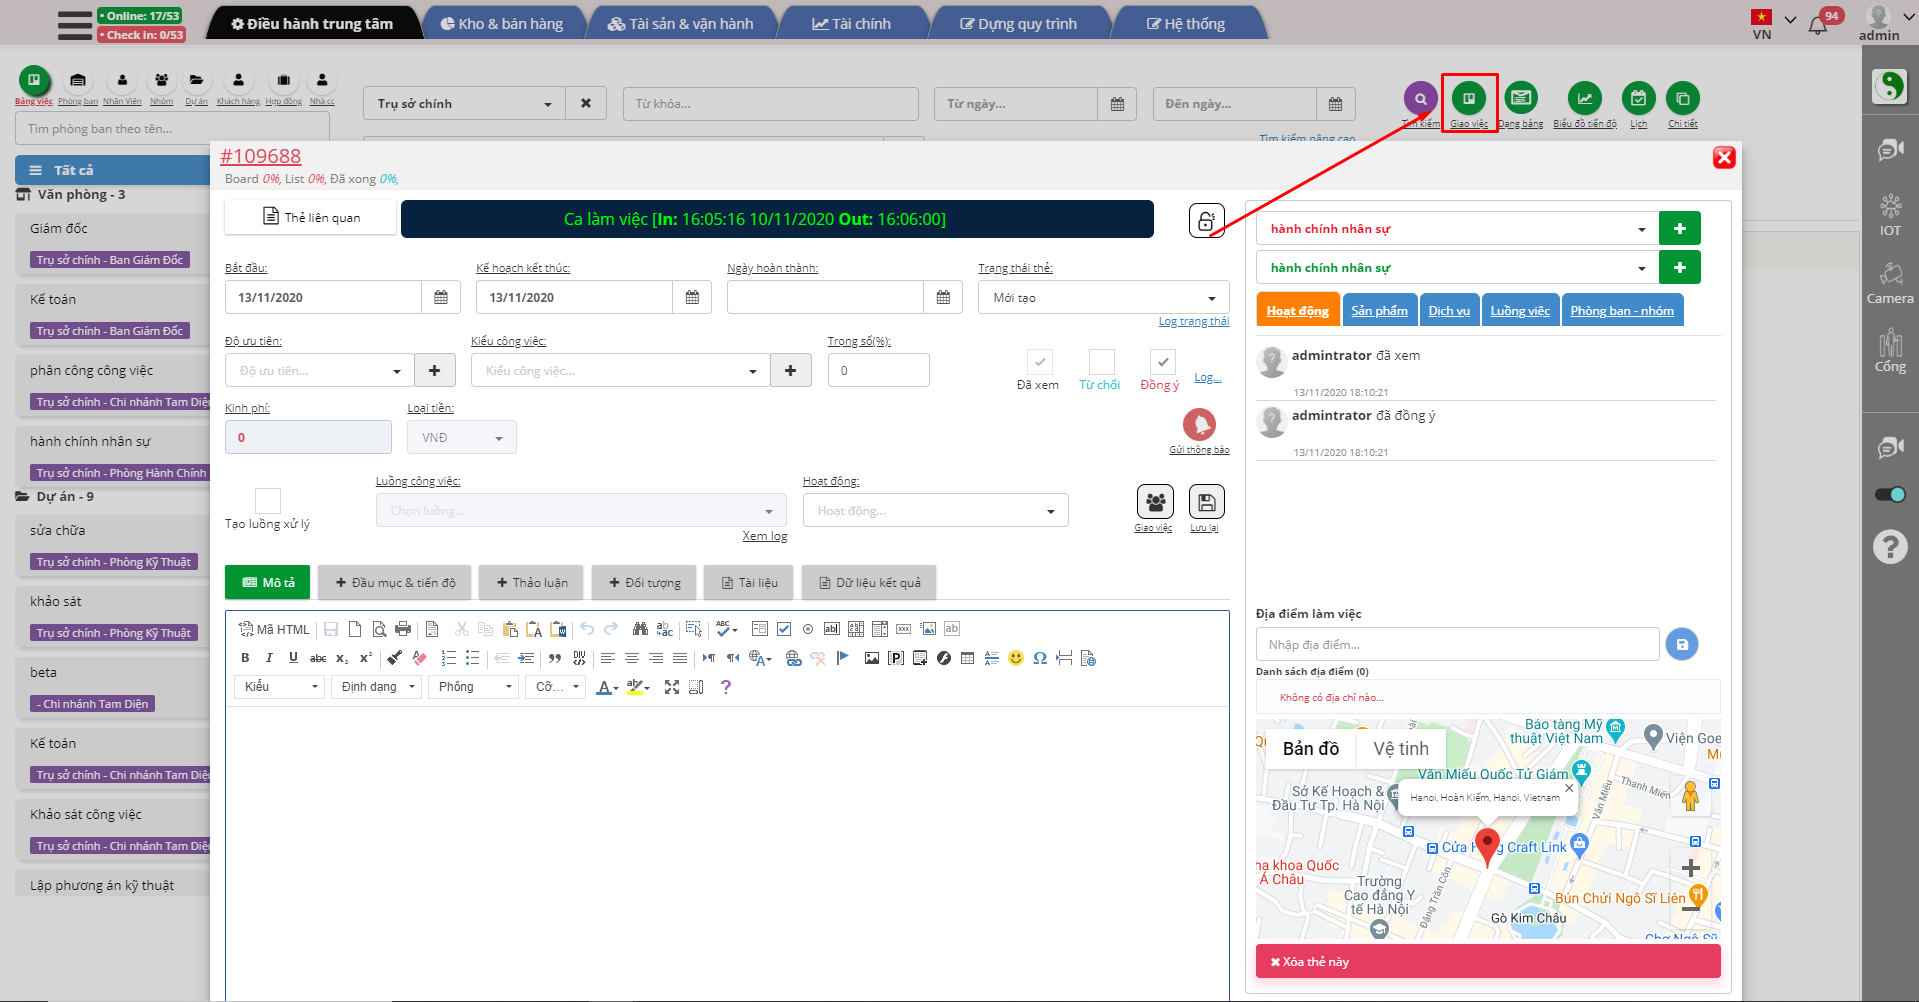 • Online: 17/53
• Check in: 0/53
Điều hành trung tâm
Kho & bán hàng
Tài sản & vận hành
Tài chính
Dựng quy trình
Hệ thống
VN
94
admin
Bảng việc
Phòng ban
Nhân Viên
Nhóm
Dự án
Khách hàng
Hợp đồng
Nhà cc
Tìm phòng ban theo tên...
Trụ sở chính
Từ khóa...
Từ ngày...
Đến ngày...
Tìm kiếm
Giao việc
Dạng bảng
Biểu đồ tiến độ
Lịch
Chi tiết
Tìm kiếm nâng cao
Tất cả
Văn phòng - 3
Giám đốc
Trụ sở chính - Ban Giám Đốc
Kế toán
Trụ sở chính - Ban Giám Đốc
phân công công việc
Trụ sở chính - Chi nhánh Tam Diện
hành chính nhân sự
Trụ sở chính - Phòng Hành Chính
Dự án - 9
sửa chữa
Trụ sở chính - Phòng Kỹ Thuật
khảo sát
Trụ sở chính - Phòng Kỹ Thuật
beta
- Chi nhánh Tam Diện
Kế toán
Trụ sở chính - Chi nhánh Tam Diện
Khảo sát công việc
Trụ sở chính - Chi nhánh Tam Diện
Lập phương án kỹ thuật
#109688
Board 0%, List 0%, Đã xong 0%,
Thẻ liên quan
Ca làm việc [In: 16:05:16 10/11/2020 Out: 16:06:00]
Bắt đầu:
Kế hoạch kết thúc:
Ngày hoàn thành:
Trạng thái thẻ:
13/11/2020
13/11/2020
Mới tạo
Log trạng thái
Độ ưu tiên:
Kiểu công việc:
Trọng số(%):
Độ ưu tiên...
Kiểu công việc...
0
Đã xem
Từ chối
Đồng ý
Log...
Kinh phí:
Loại tiền:
0
VNĐ
Gửi thông báo
Luồng công việc:
Hoạt động:
Tạo luồng xử lý
Chọn luồng...
Hoạt động...
Xem log
Giao việc
Lưu lại
Mô tả
Đầu mục & tiến độ
Thảo luận
Đối tượng
Tài liệu
Dữ liệu kết quả
Mã HTML
Kiểu
Định dạng
Phông
Cỡ...
hành chính nhân sự
hành chính nhân sự
Hoạt động
Sản phẩm
Dịch vụ
Luồng việc
Phòng ban - nhóm
admintrator đã xem
13/11/2020 18:10:21
admintrator đã đồng ý
13/11/2020 18:10:21
Địa điểm làm việc
Nhập địa điểm...
Danh sách địa điểm (0)
Không có địa chỉ nào...
Bản đồ
Vệ tinh
Bảo tàng Mỹ
thuật Việt Nam
Viện Goe
Văn Miếu Quốc Tử Giám
Thanh Miến
Văn Miếu
Sở Kế Hoạch &
Đầu Tư Tp. Hà Nội
Hanoi, Hoàn Kiếm, Hanoi, Vietnam
Cửa Hàng Craft Link
ha khoa Quốc
Á Châu
Trường
Cao đẳng Y
tế Hà Nội
Đặng Trần Côn
Bún Chửi Ngô Sĩ Liên
Gò Kim Châu
Chợ Ngô Sĩ
Xóa thẻ này
IOT
Camera
Cổng